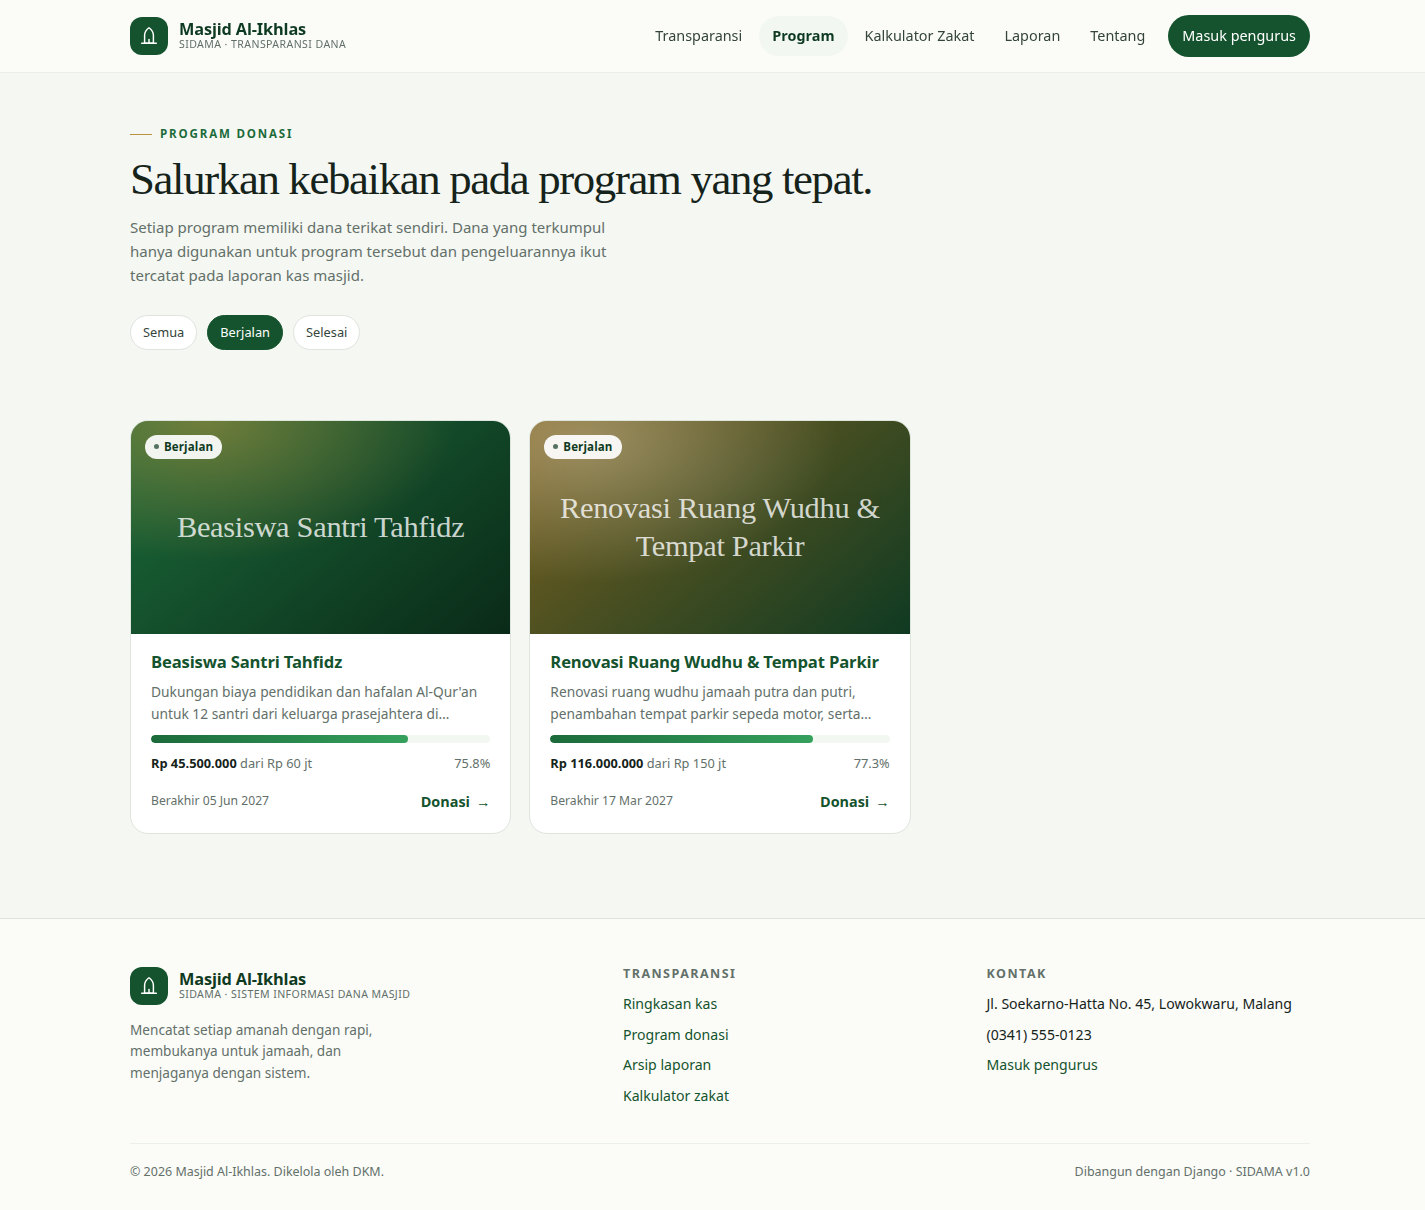 Masjid Al-Ikhlas
SIDAMA · TRANSPARANSI DANA
Transparansi
Program
Kalkulator Zakat
Laporan
Tentang
Masuk pengurus
PROGRAM DONASI
Salurkan kebaikan pada program yang tepat.
Setiap program memiliki dana terikat sendiri. Dana yang terkumpul
hanya digunakan untuk program tersebut dan pengeluarannya ikut
tercatat pada laporan kas masjid.
Semua
Berjalan
Selesai
Berjalan
Beasiswa Santri Tahfidz
Beasiswa Santri Tahfidz
Dukungan biaya pendidikan dan hafalan Al-Qur'an
untuk 12 santri dari keluarga prasejahtera di…
Rp 45.500.000 dari Rp 60 jt
75.8%
Berakhir 05 Jun 2027
Donasi →
Berjalan
Renovasi Ruang Wudhu &
Tempat Parkir
Renovasi Ruang Wudhu & Tempat Parkir
Renovasi ruang wudhu jamaah putra dan putri,
penambahan tempat parkir sepeda motor, serta…
Rp 116.000.000 dari Rp 150 jt
77.3%
Berakhir 17 Mar 2027
Donasi →
Masjid Al-Ikhlas
SIDAMA · SISTEM INFORMASI DANA MASJID
Mencatat setiap amanah dengan rapi,
membukanya untuk jamaah, dan
menjaganya dengan sistem.
TRANSPARANSI
Ringkasan kas
Program donasi
Arsip laporan
Kalkulator zakat
KONTAK
Jl. Soekarno-Hatta No. 45, Lowokwaru, Malang
(0341) 555-0123
Masuk pengurus
© 2026 Masjid Al-Ikhlas. Dikelola oleh DKM.
Dibangun dengan Django · SIDAMA v1.0